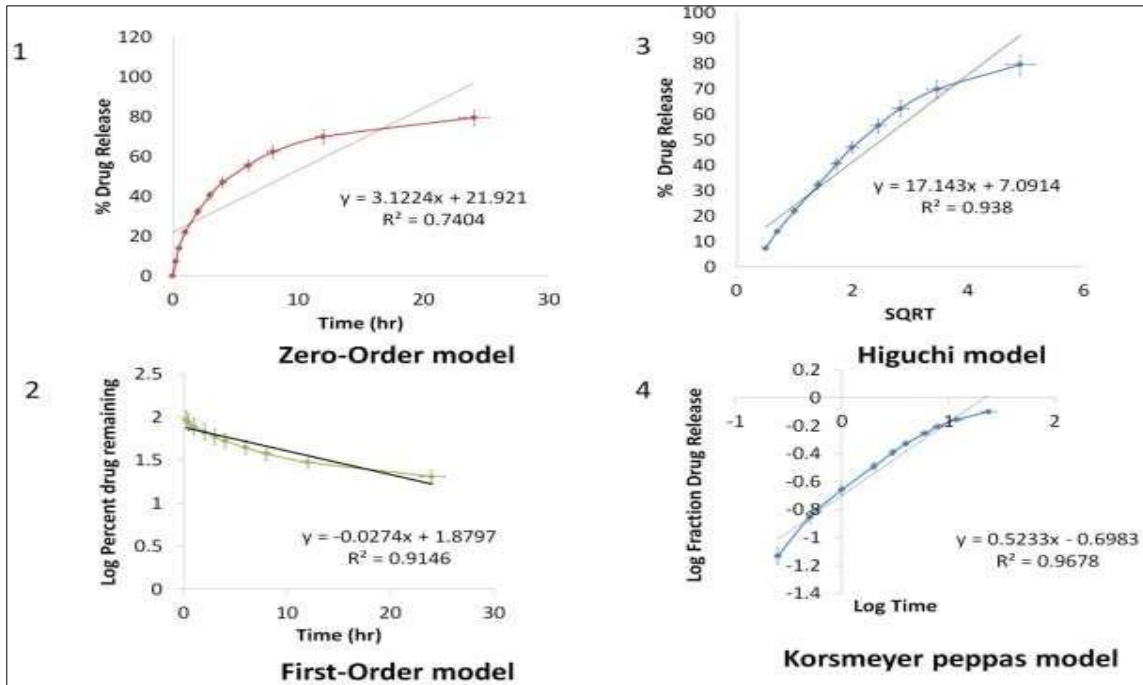 1
120
100
80
60
40
20
0
% Drug Release
y = 3.1224x + 21.921
R² = 0.7404
0 10 20 30
Time (hr)
Zero-Order model
3
100
90
80
70
60
50
40
30
20
10
0
% Drug Release
y = 17.143x + 7.0914
R² = 0.938
0 2 4 6
SQRT
Higuchi model
2
2.5
2
1.5
1
0.5
0
Log Percent drug remaining
y = -0.0274x + 1.8797
R² = 0.9146
0 10 20 30
Time (hr)
First-Order model
4
0.2
0
-1 0 1 2
-0.2
-0.4
-0.6
-0.8
-1
-1.2
-1.4
Log Fraction Drug Release
y = 0.5233x - 0.6983
R² = 0.9678
Log Time
Korsmeyer peppas model